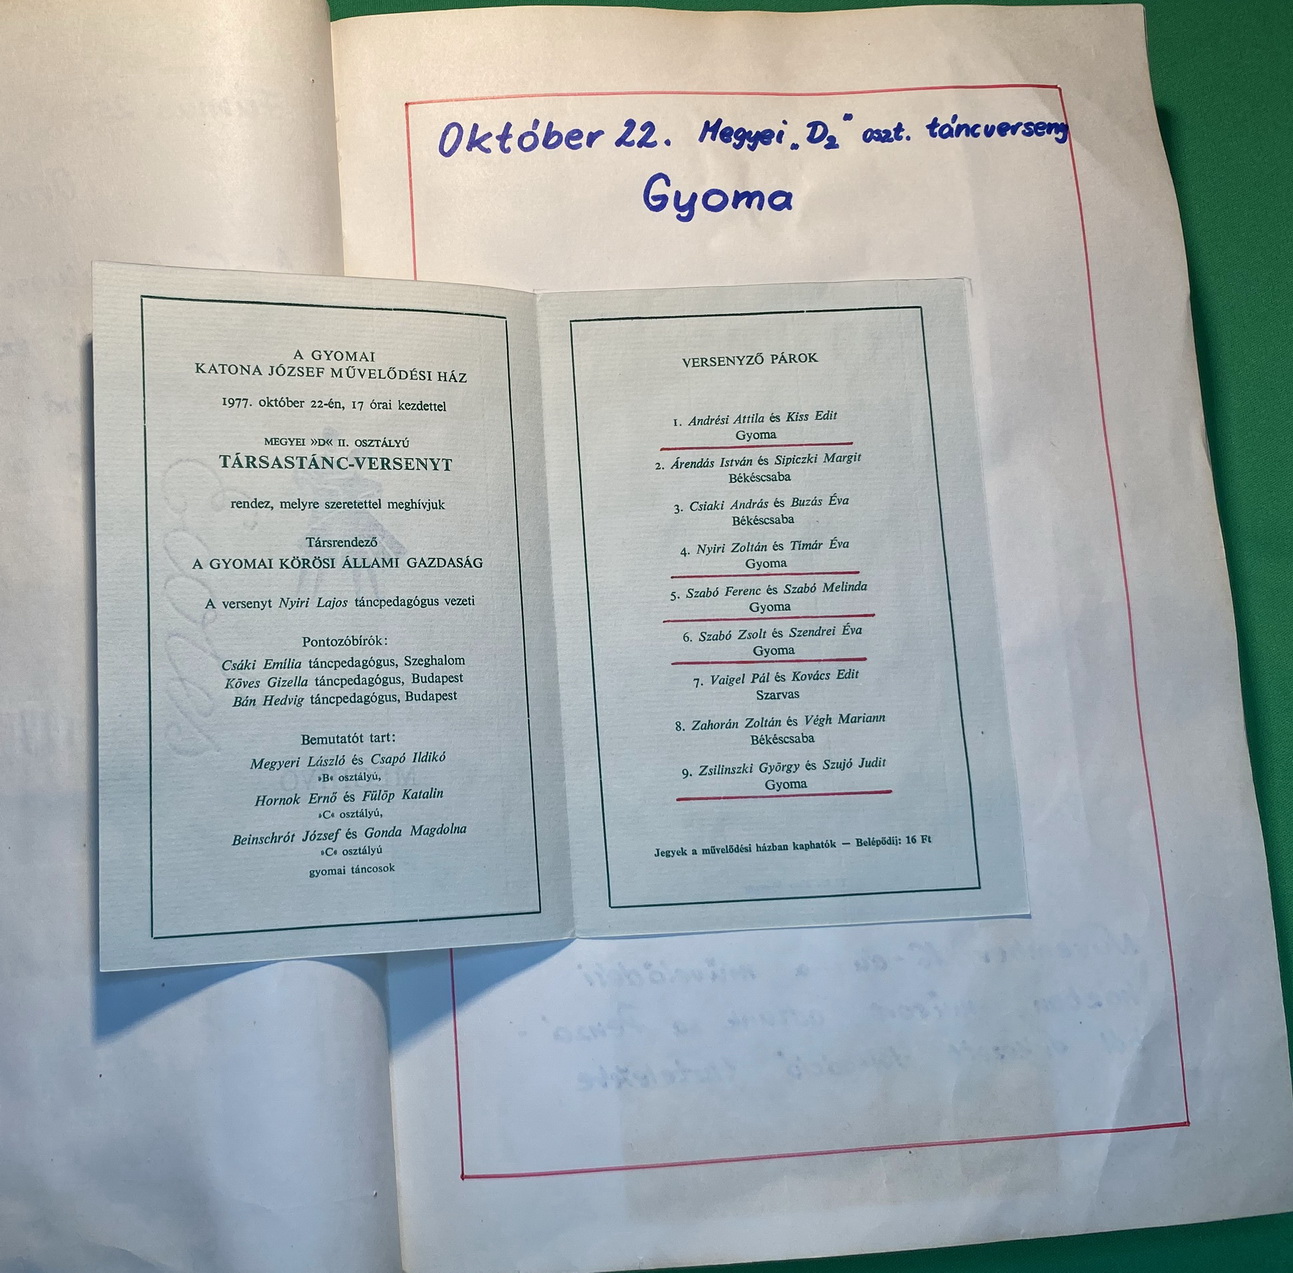 Október 22. Megyei „D₂" oszt. táncverseny
Gyoma
A GYOMAI
KATONA JÓZSEF MŰVELŐDÉSI HÁZ
1977. október 22-én, 17 órai kezdettel
MEGYEI »D« II. OSZTÁLYÚ
TÁRSASTÁNC-VERSENYT
rendez, melyre szeretettel meghívjuk
Társrendező
A GYOMAI KÖRÖSI ÁLLAMI GAZDASÁG
A versenyt Nyiri Lajos táncpedagógus vezeti
Pontozóbírók:
Csáki Emília táncpedagógus, Szeghalom
Köves Gizella táncpedagógus, Budapest
Bán Hedvig táncpedagógus, Budapest
Bemutatót tart:
Megyeri László és Csapó Ildikó
»B« osztályú,
Hornok Ernő és Fülöp Katalin
»C« osztályú,
Beinschrót József és Gonda Magdolna
»C« osztályú
gyomai táncosok
VERSENYZŐ PÁROK
1. Andrési Attila és Kiss Edit
Gyoma
2. Árendás István és Sipiczki Margit
Békéscsaba
3. Csiaki András és Buzás Éva
Békéscsaba
4. Nyiri Zoltán és Tímár Éva
Gyoma
5. Szabó Ferenc és Szabó Melinda
Gyoma
6. Szabó Zsolt és Szendrei Éva
Gyoma
7. Vaigel Pál és Kovács Edit
Szarvas
8. Zahorán Zoltán és Végh Mariann
Békéscsaba
9. Zsilinszki György és Szujó Judit
Gyoma
Jegyek a művelődési házban kaphatók — Belépődíj: 16 Ft